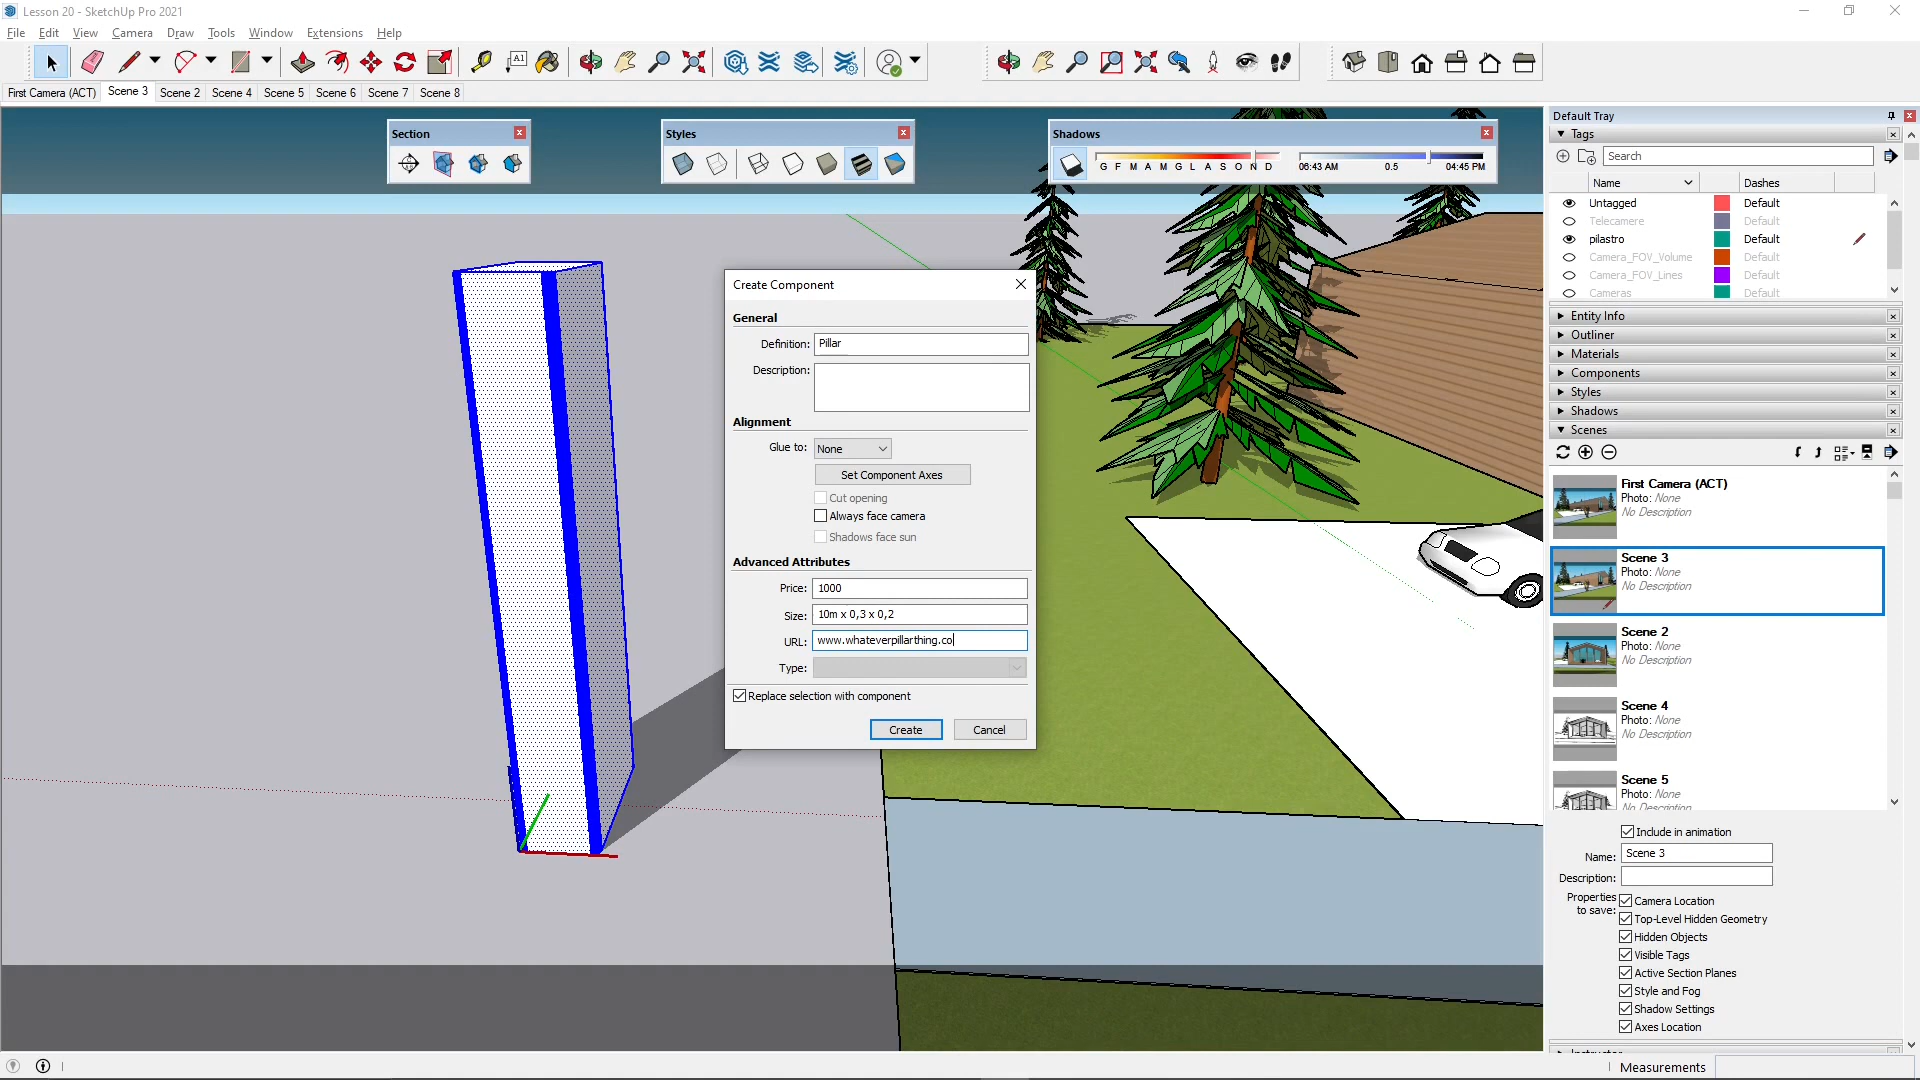 Lesson 20 - SketchUp Pro 2021
File Edit View Camera Draw Tools Window Extensions Help
A1
First Camera (ACT) Scene 3 Scene 2 Scene 4 Scene 5 Scene 6 Scene 7 Scene 8
Section
Styles
Shadows
G F M A M G L A S O N D
06:43 AM 0.5 04:45 PM
Create Component
General
Definition: Pillar
Description:
Alignment
Glue to: None
Set Component Axes
Cut opening
Always face camera
Shadows face sun
Advanced Attributes
Price: 1000
Size: 10m x 0,3 x 0,2
URL: www.whateverpillarthing.co
Type:
Replace selection with component
Create Cancel
Default Tray
Tags
Search
Name Dashes
Untagged Default
Telecamere Default
pilastro Default
Camera_FOV_Volume Default
Camera_FOV_Lines Default
Cameras Default
Entity Info
Outliner
Materials
Components
Styles
Shadows
Scenes
First Camera (ACT)
Photo: None
No Description
Scene 3
Photo: None
No Description
Scene 2
Photo: None
No Description
Scene 4
Photo: None
No Description
Scene 5
Photo: None
No Description
Include in animation
Name: Scene 3
Description:
Properties to save:
Camera Location
Top-Level Hidden Geometry
Hidden Objects
Visible Tags
Active Section Planes
Style and Fog
Shadow Settings
Axes Location
Instructor
Measurements